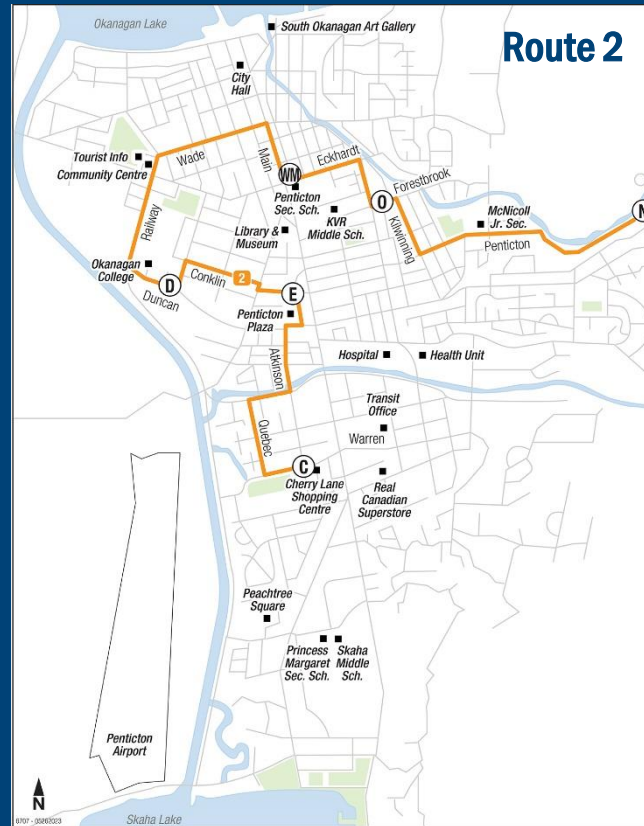 Okanagan Lake
South Okanagan Art Gallery
Route 2
City
Hall
Tourist Info
Community Centre
Wade
Main
WM
Eckhardt
Penticton
Sec. Sch.
KVR
Middle Sch.
O
Forestbrook
Kilwinning
McNicoll
Jr. Sec.
Penticton
N
Railway
Library &
Museum
Okanagan
College
D
Duncan
Conklin
2
E
Penticton
Plaza
Atkinson
Hospital
Health Unit
Transit
Office
Quebec
Warren
C
Cherry Lane
Shopping
Centre
Real
Canadian
Superstore
Peachtree
Square
Princess
Margaret
Sec. Sch.
Skaha
Middle
Sch.
Penticton
Airport
N
6707 - 05262023
Skaha Lake